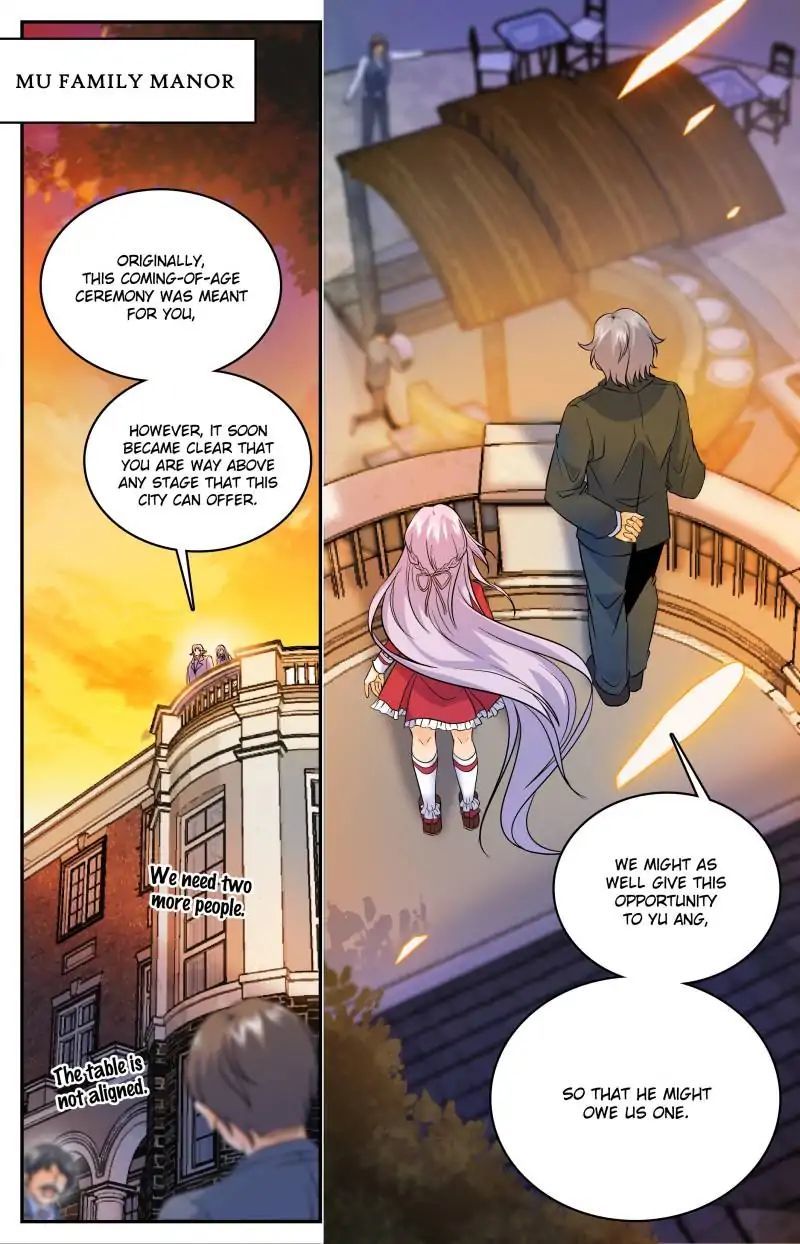 MU FAMILY MANOR
ORIGINALLY,
THIS COMING-OF-AGE
CEREMONY WAS MEANT
FOR YOU,
HOWEVER, IT SOON
BECAME CLEAR THAT
YOU ARE WAY ABOVE
ANY STAGE THAT THIS
CITY CAN OFFER.
We need two
more people.
The table is
not aligned.
WE MIGHT AS
WELL GIVE THIS
OPPORTUNITY
TO YU ANG,
SO THAT HE MIGHT
OWE US ONE.